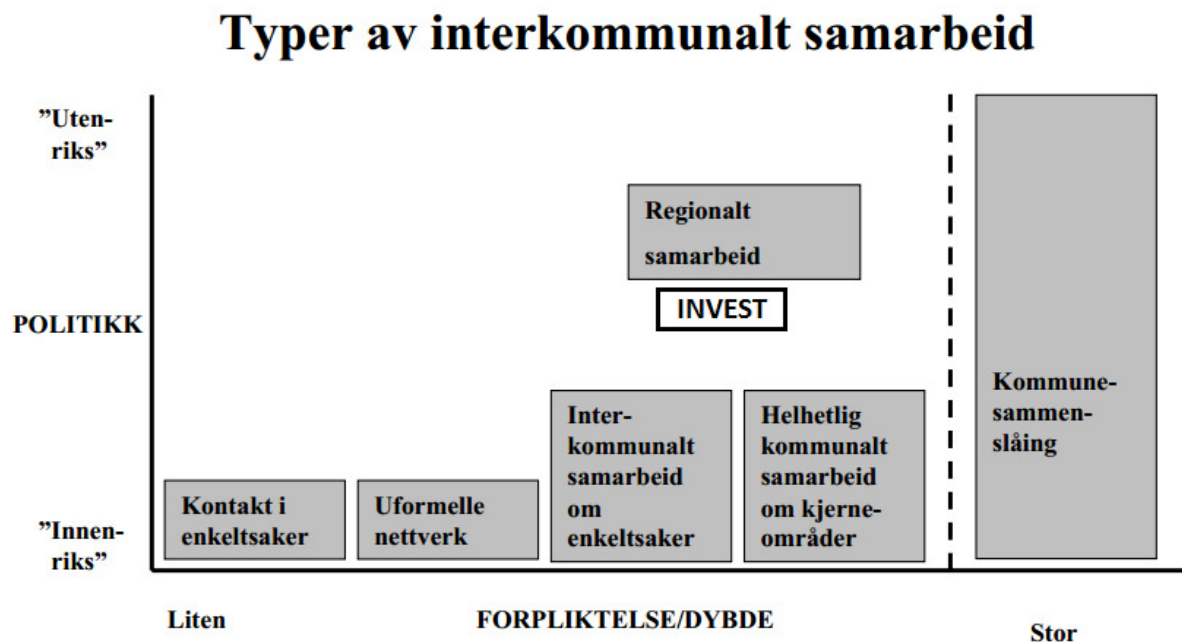 Typer av interkommunalt samarbeid
”Uten-
riks”
POLITIKK
”Innen-
riks”
Regionalt
samarbeid
INVEST
Kontakt i
enkeltsaker
Uformelle
nettverk
Inter-
kommunalt
samarbeid
om
enkeltsaker
Helhetlig
kommunalt
samarbeid
om kjerne-
områder
Kommune-
sammen-
slåing
Liten
FORPLIKTELSE/DYBDE
Stor